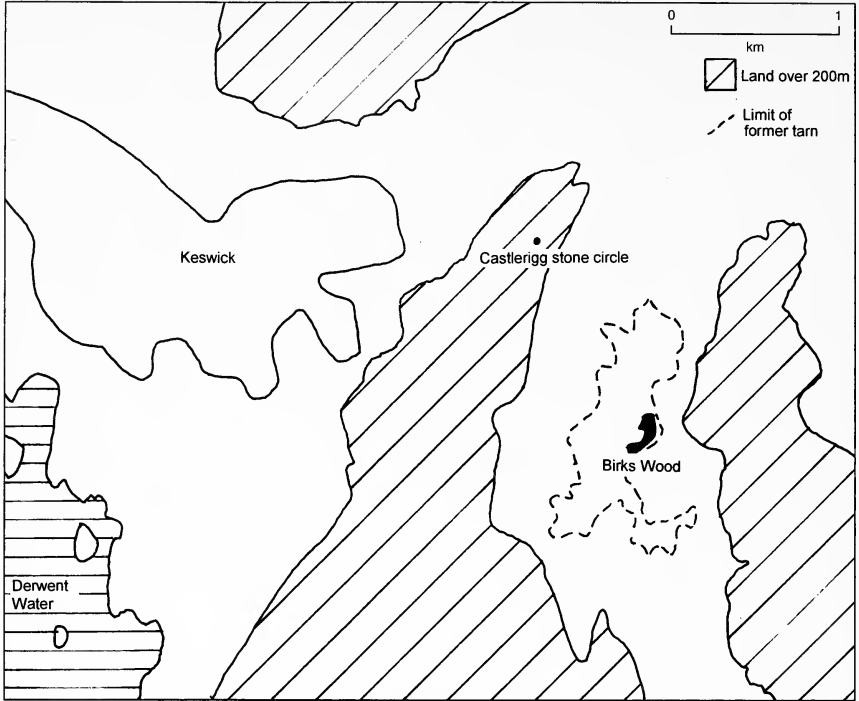 0 1
km
Land over 200m
Limit of
former tarn
Keswick
Castlerigg stone circle
Birks Wood
Derwent
Water